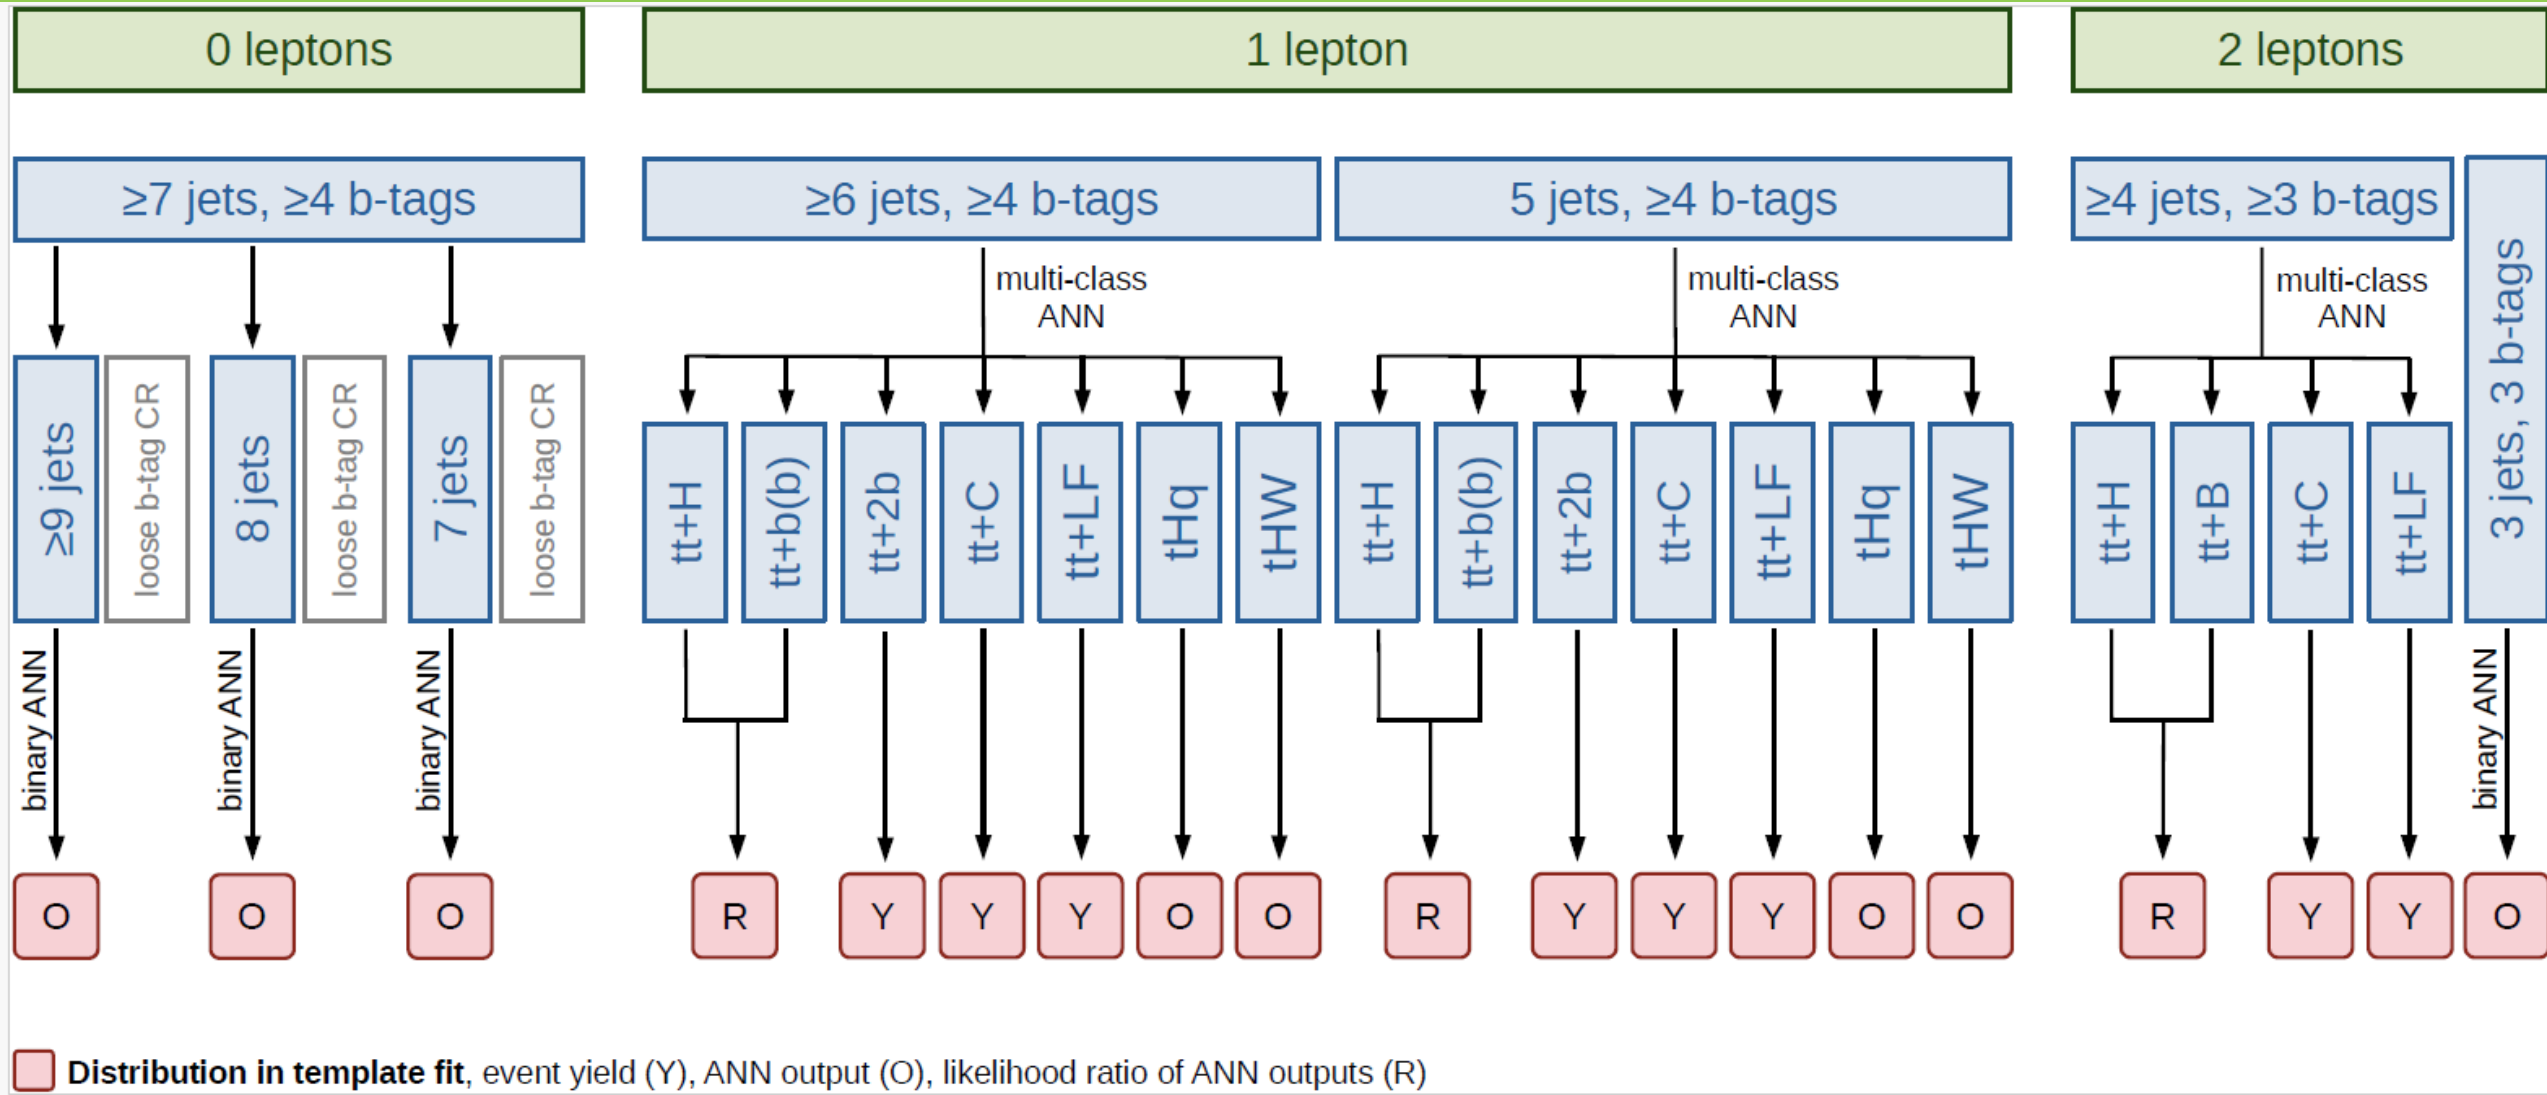 0 leptons
1 lepton
2 leptons
≥7 jets, ≥4 b-tags
≥6 jets, ≥4 b-tags
5 jets, ≥4 b-tags
≥4 jets, ≥3 b-tags
3 jets, 3 b-tags
multi-class
ANN
multi-class
ANN
multi-class
ANN
≥9 jets
loose b-tag CR
8 jets
loose b-tag CR
7 jets
loose b-tag CR
tt+H
tt+b(b)
tt+2b
tt+C
tt+LF
tHq
tHW
tt+H
tt+b(b)
tt+2b
tt+C
tt+LF
tHq
tHW
tt+H
tt+B
tt+C
tt+LF
binary ANN
binary ANN
binary ANN
binary ANN
O
O
O
R
Y
Y
Y
O
O
R
Y
Y
Y
O
O
R
Y
Y
O
Distribution in template fit, event yield (Y), ANN output (O), likelihood ratio of ANN outputs (R)